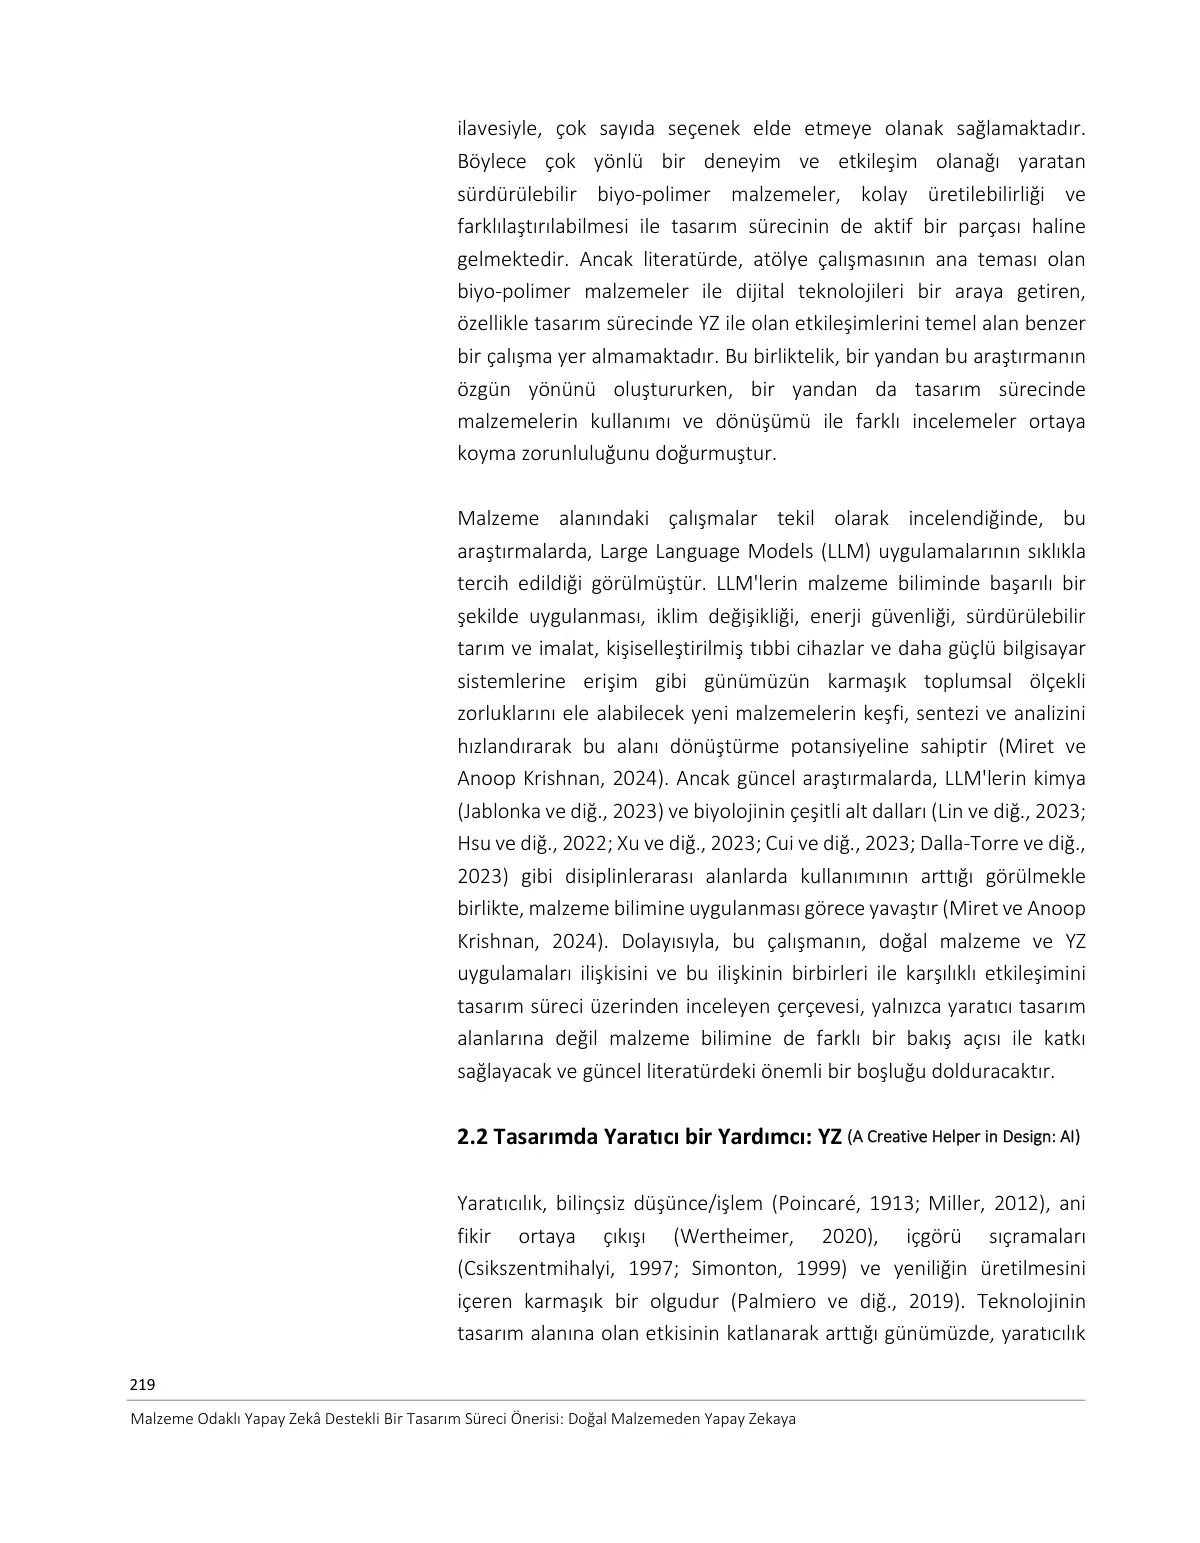 ilavesiyle, çok sayıda seçenek elde etmeye olanak sağlamaktadır.
Böylece çok yönlü bir deneyim ve etkileşim olanağı yaratan
sürdürülebilir biyo-polimer malzemeler, kolay üretilebilirliği ve
farklılaştırılabilmesi ile tasarım sürecinin de aktif bir parçası haline
gelmektedir. Ancak literatürde, atölye çalışmasının ana teması olan
biyo-polimer malzemeler ile dijital teknolojileri bir araya getiren,
özellikle tasarım sürecinde YZ ile olan etkileşimlerini temel alan benzer
bir çalışma yer almamaktadır. Bu birliktelik, bir yandan bu araştırmanın
özgün yönünü oluştururken, bir yandan da tasarım sürecinde
malzemelerin kullanımı ve dönüşümü ile farklı incelemeler ortaya
koyma zorunluluğunu doğurmuştur.
Malzeme alanındaki çalışmalar tekil olarak incelendiğinde, bu
araştırmalarda, Large Language Models (LLM) uygulamalarının sıklıkla
tercih edildiği görülmüştür. LLM'lerin malzeme biliminde başarılı bir
şekilde uygulanması, iklim değişikliği, enerji güvenliği, sürdürülebilir
tarım ve imalat, kişiselleştirilmiş tıbbi cihazlar ve daha güçlü bilgisayar
sistemlerine erişim gibi günümüzün karmaşık toplumsal ölçekli
zorluklarını ele alabilecek yeni malzemelerin keşfi, sentezi ve analizini
hızlandırarak bu alanı dönüştürme potansiyeline sahiptir (Miret ve
Anoop Krishnan, 2024). Ancak güncel araştırmalarda, LLM'lerin kimya
(Jablonka ve diğ., 2023) ve biyolojinin çeşitli alt dalları (Lin ve diğ., 2023;
Hsu ve diğ., 2022; Xu ve diğ., 2023; Cui ve diğ., 2023; Dalla-Torre ve diğ.,
2023) gibi disiplinlerarası alanlarda kullanımının arttığı görülmekle
birlikte, malzeme bilimine uygulanması görece yavaştır (Miret ve Anoop
Krishnan, 2024). Dolayısıyla, bu çalışmanın, doğal malzeme ve YZ
uygulamaları ilişkisini ve bu ilişkinin birbirleri ile karşılıklı etkileşimini
tasarım süreci üzerinden inceleyen çerçevesi, yalnızca yaratıcı tasarım
alanlarına değil malzeme bilimine de farklı bir bakış açısı ile katkı
sağlayacak ve güncel literatürdeki önemli bir boşluğu dolduracaktır.
2.2 Tasarımda Yaratıcı bir Yardımcı: YZ (A Creative Helper in Design: AI)
Yaratıcılık, bilinçsiz düşünce/işlem (Poincaré, 1913; Miller, 2012), ani
fikir ortaya çıkışı (Wertheimer, 2020), içgörü sıçramaları
(Csikszentmihalyi, 1997; Simonton, 1999) ve yeniliğin üretilmesini
içeren karmaşık bir olgudur (Palmiero ve diğ., 2019). Teknolojinin
tasarım alanına olan etkisinin katlanarak arttığı günümüzde, yaratıcılık
219
Malzeme Odaklı Yapay Zekâ Destekli Bir Tasarım Süreci Önerisi: Doğal Malzemeden Yapay Zekaya